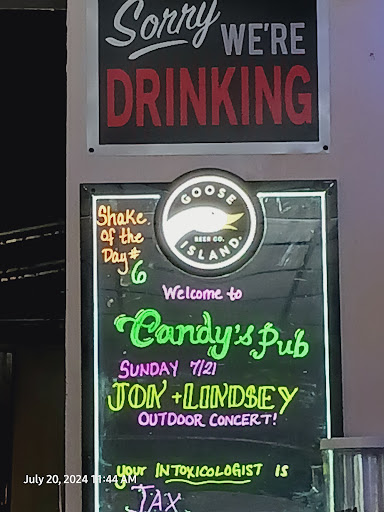 Sorry
WE'RE
DRINKING
GOOSE
ISLAND
BEER CO.
Shake
of the
Day#
6
Welcome to
Candy's Pub
SUNDAY 7/21
JON + LINDSEY
OUTDOOR CONCERT!
your INTOXICOLOGIST IS
JAX
July 20, 2024 11:44 AM